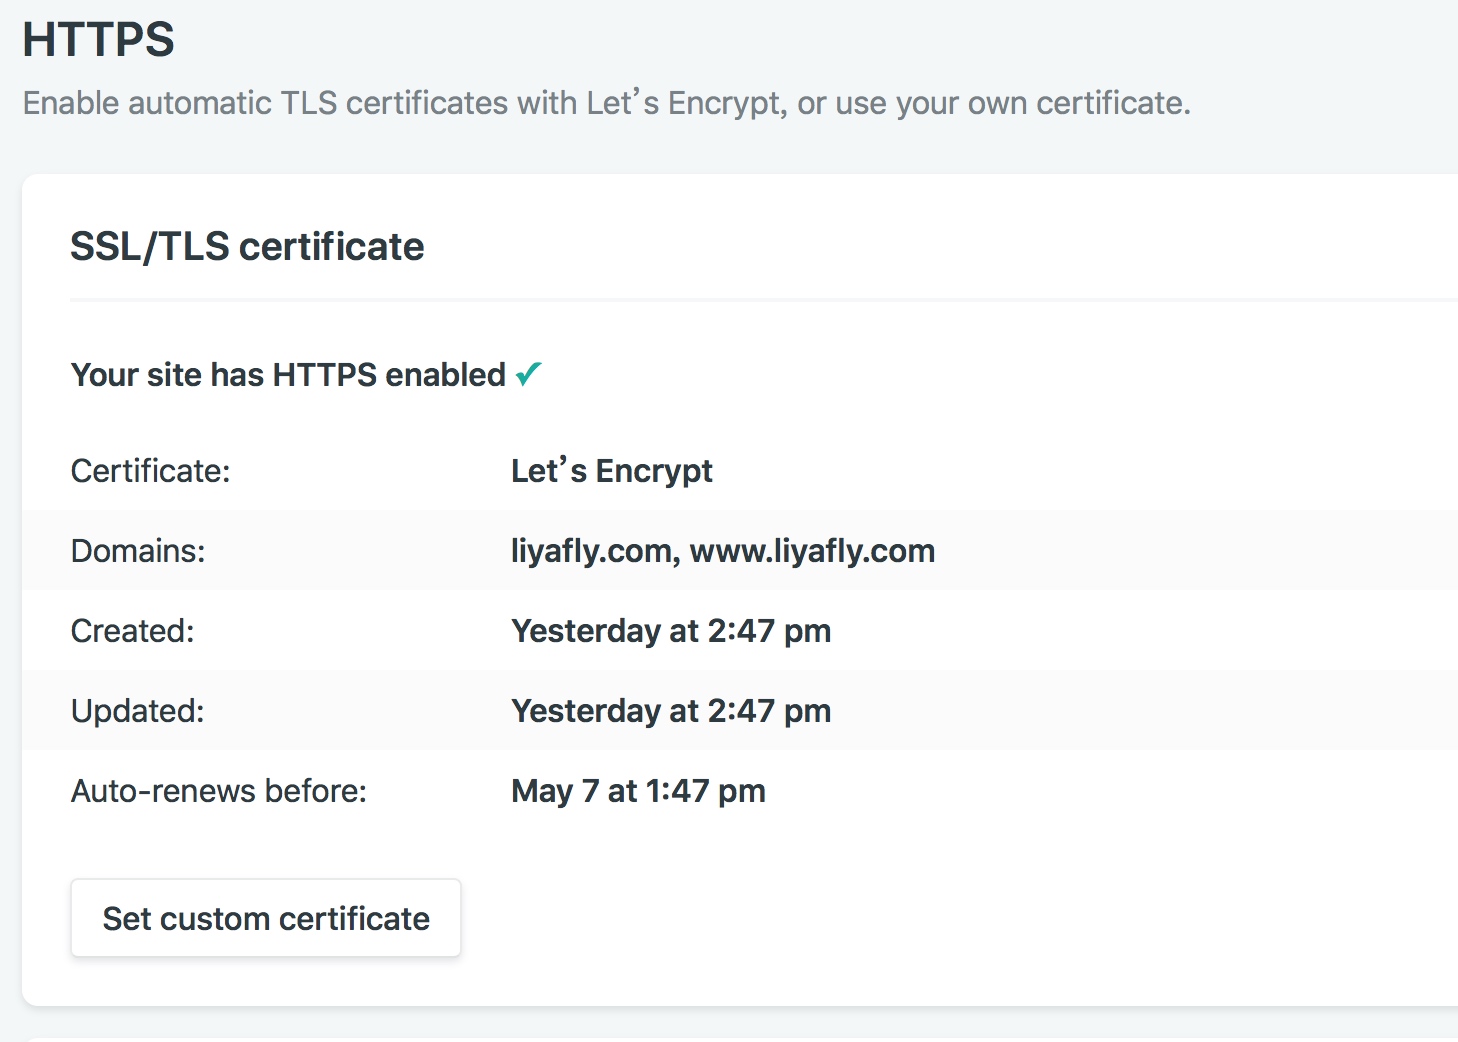 HTTPS
Enable automatic TLS certificates with Let’s Encrypt, or use your own certificate.
SSL/TLS certificate
Your site has HTTPS enabled ✓
Certificate: Let’s Encrypt
Domains: liyafly.com, www.liyafly.com
Created: Yesterday at 2:47 pm
Updated: Yesterday at 2:47 pm
Auto-renews before: May 7 at 1:47 pm
Set custom certificate